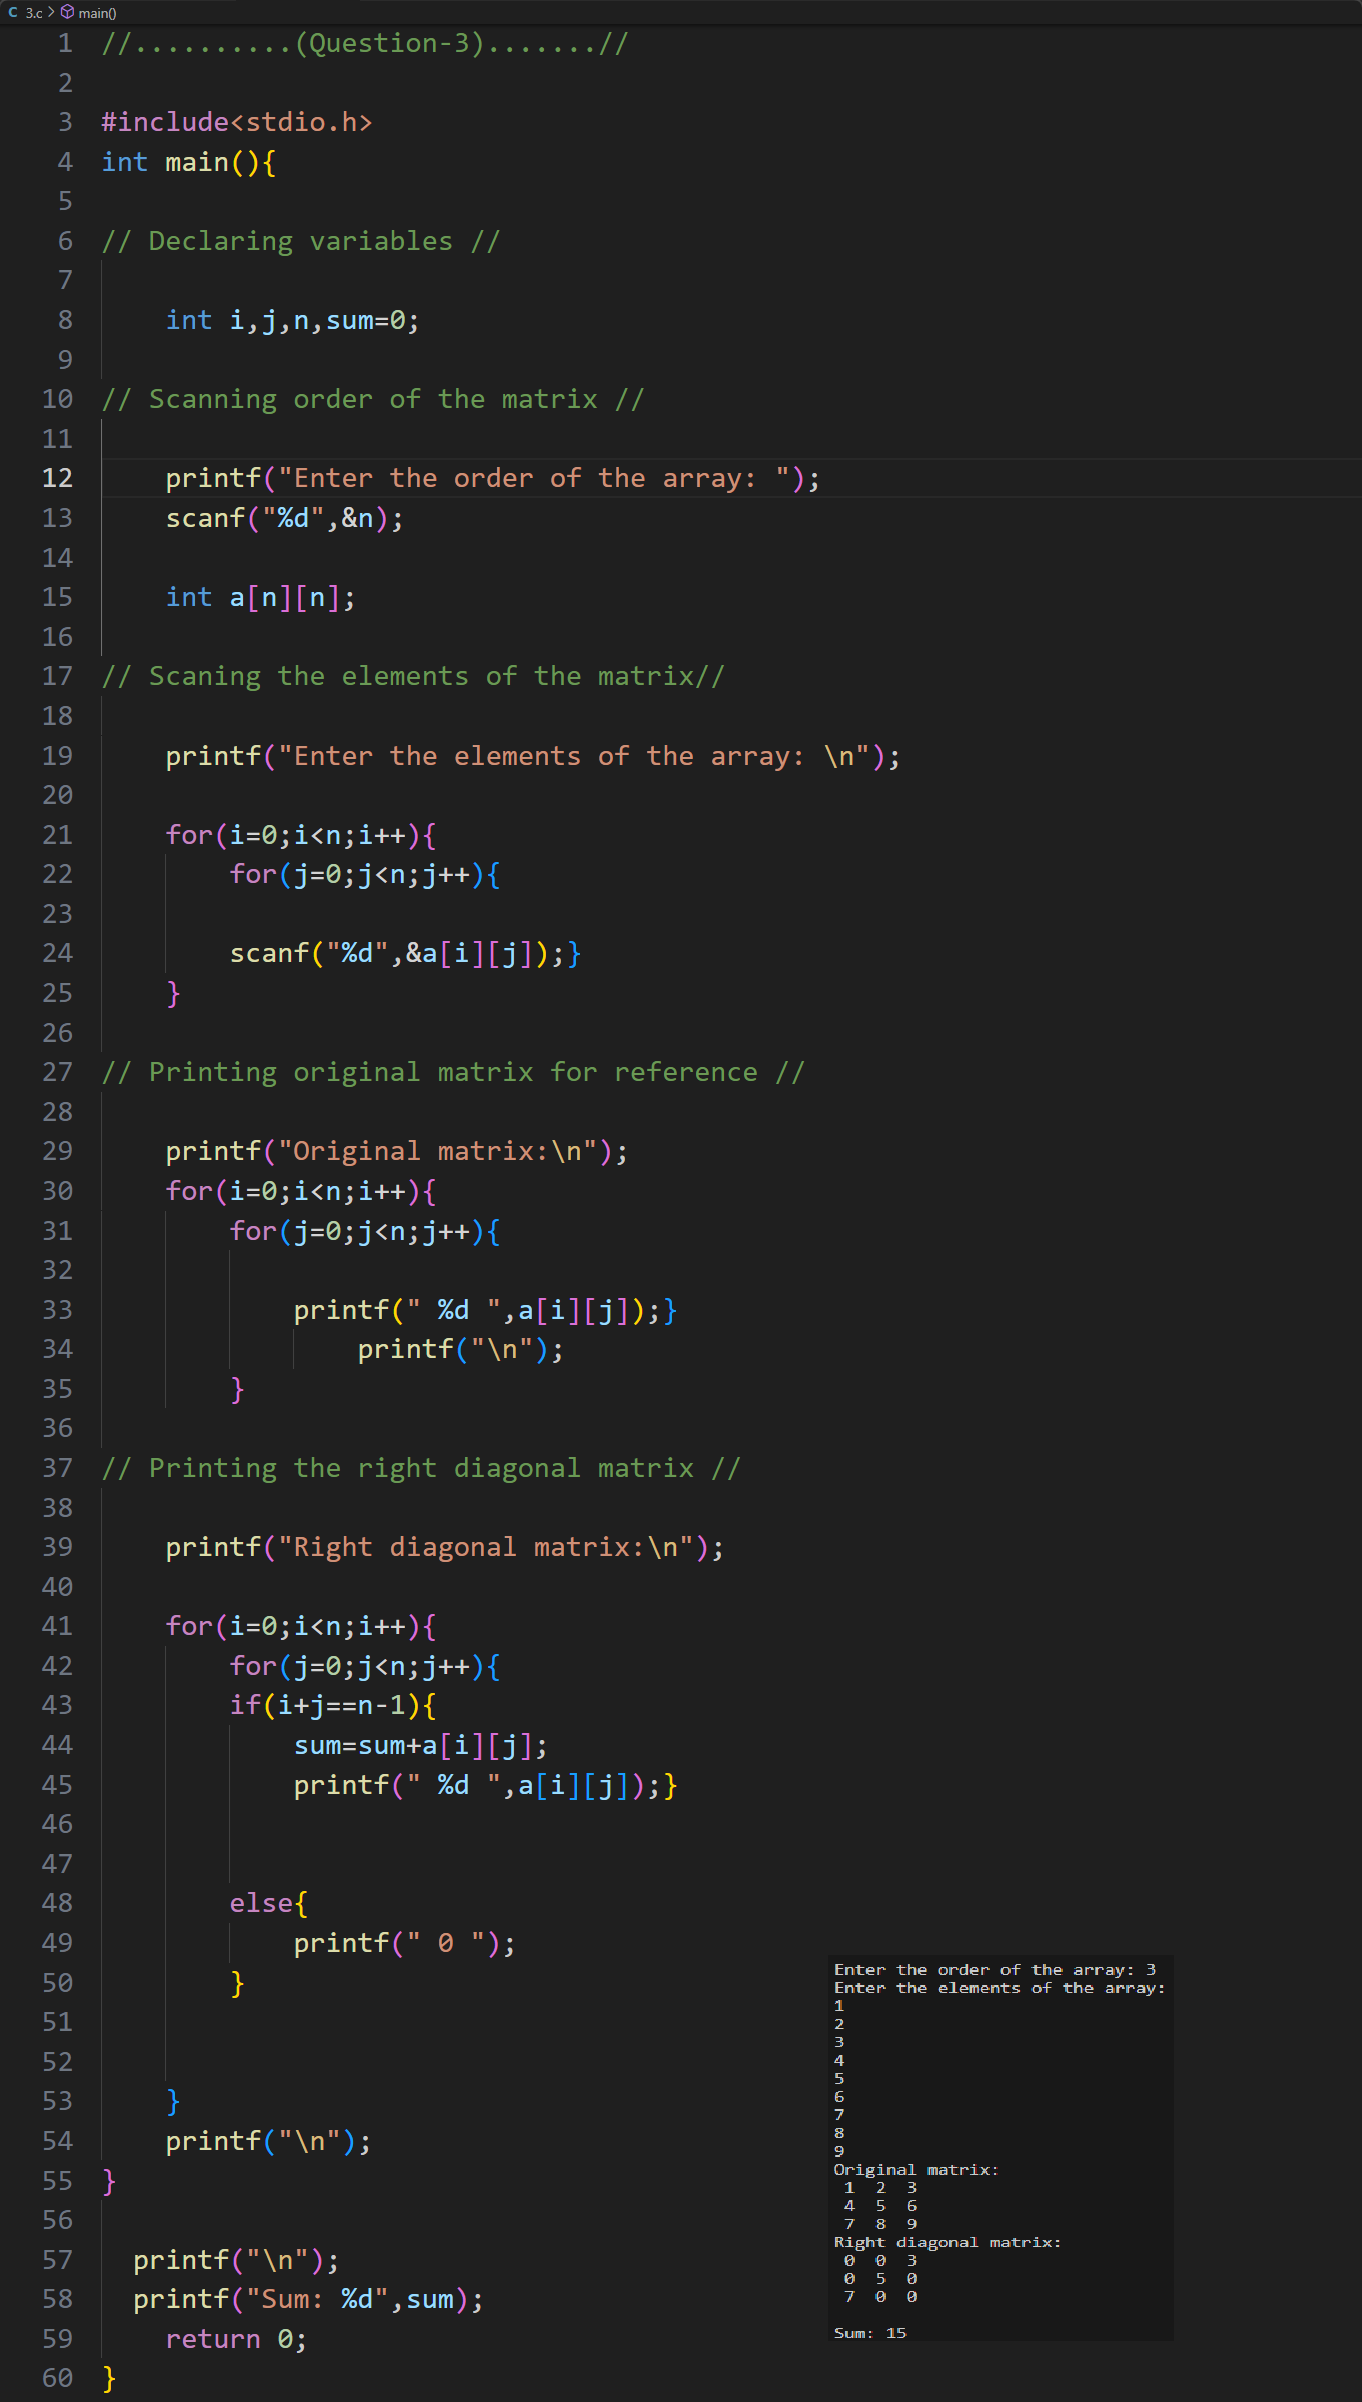 C 3.c > main()
1 //..........(Question-3).......//
2
3 #include<stdio.h>
4 int main(){
5
6 // Declaring variables //
7
8     int i,j,n,sum=0;
9
10 // Scanning order of the matrix //
11
12     printf("Enter the order of the array: ");
13     scanf("%d",&n);
14
15     int a[n][n];
16
17 // Scaning the elements of the matrix//
18
19     printf("Enter the elements of the array: \n");
20
21     for(i=0;i<n;i++){
22         for(j=0;j<n;j++){
23
24         scanf("%d",&a[i][j]);}
25     }
26
27 // Printing original matrix for reference //
28
29     printf("Original matrix:\n");
30     for(i=0;i<n;i++){
31         for(j=0;j<n;j++){
32
33             printf(" %d ",a[i][j]);}
34                 printf("\n");
35         }
36
37 // Printing the right diagonal matrix //
38
39     printf("Right diagonal matrix:\n");
40
41     for(i=0;i<n;i++){
42         for(j=0;j<n;j++){
43         if(i+j==n-1){
44             sum=sum+a[i][j];
45             printf(" %d ",a[i][j]);}
46
47
48         else{
49             printf(" 0 ");
50         }
51
52
53     }
54     printf("\n");
55 }
56
57   printf("\n");
58   printf("Sum: %d",sum);
59     return 0;
60 }
Enter the order of the array: 3
Enter the elements of the array:
1
2
3
4
5
6
7
8
9
Original matrix:
 1  2  3
 4  5  6
 7  8  9
Right diagonal matrix:
 0  0  3
 0  5  0
 7  0  0
Sum: 15